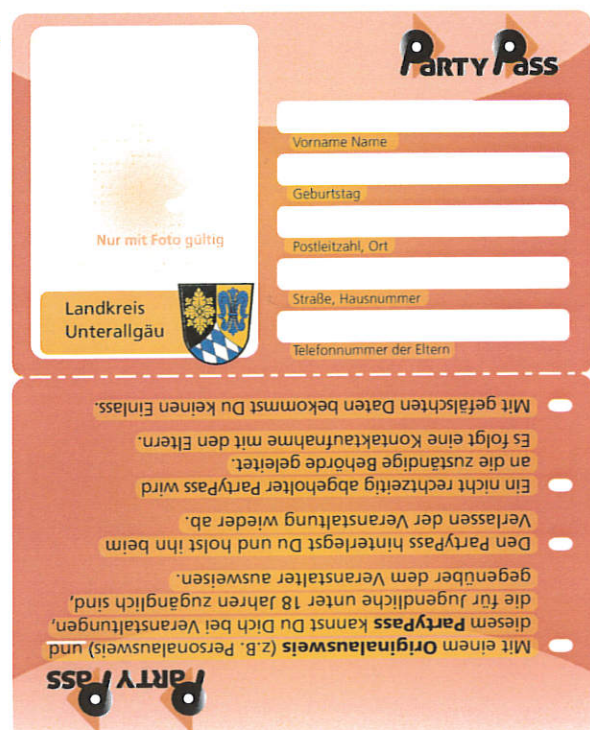 PARTY PASS
Vorname Name
Geburtstag
Nur mit Foto gültig
Postleitzahl, Ort
Landkreis
Unterallgäu
Straße, Hausnummer
Telefonnummer der Eltern
PARTY PASS
Mit einem Originalausweis (z.B. Personalausweis) und
diesem PartyPass kannst Du Dich bei Veranstaltungen,
die für Jugendliche unter 18 Jahren zugänglich sind,
gegenüber dem Veranstalter ausweisen.
Den PartyPass hinterlegst Du und holst ihn beim
Verlassen der Veranstaltung wieder ab.
Ein nicht rechtzeitig abgeholter PartyPass wird
an die zuständige Behörde geleitet.
Es folgt eine Kontaktaufnahme mit den Eltern.
Mit gefälschten Daten bekommst Du keinen Einlass.